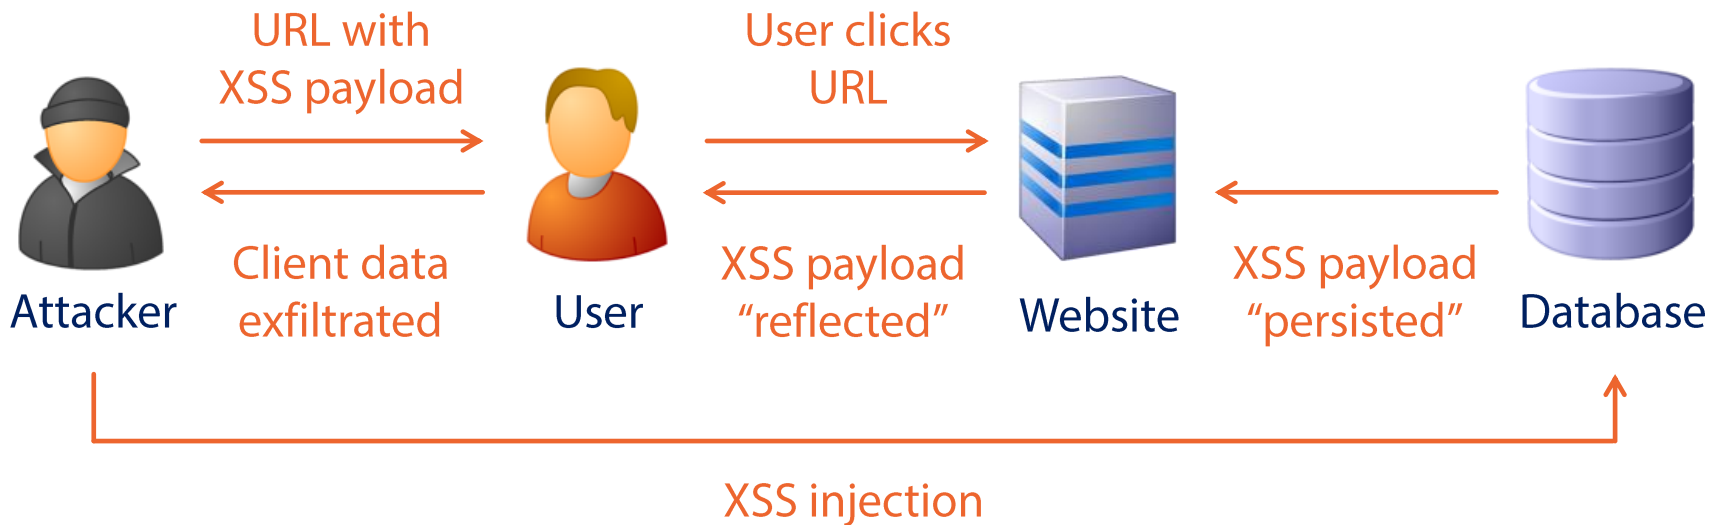 URL with
XSS payload
User clicks
URL
Client data
exfiltrated
XSS payload
“reflected”
XSS payload
“persisted”
Attacker
User
Website
Database
XSS injection